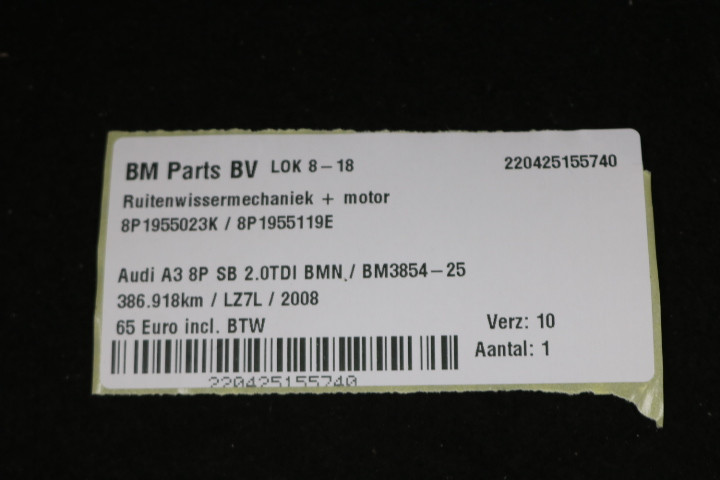 BM Parts BV LOK 8-18 220425155740
Ruitenwissermechaniek + motor
8P1955023K / 8P1955119E
Audi A3 8P SB 2.0TDI BMN,/ BM3854-25
386.918km / LZ7L / 2008
65 Euro incl. BTW Verz: 10
Aantal: 1
220425155740